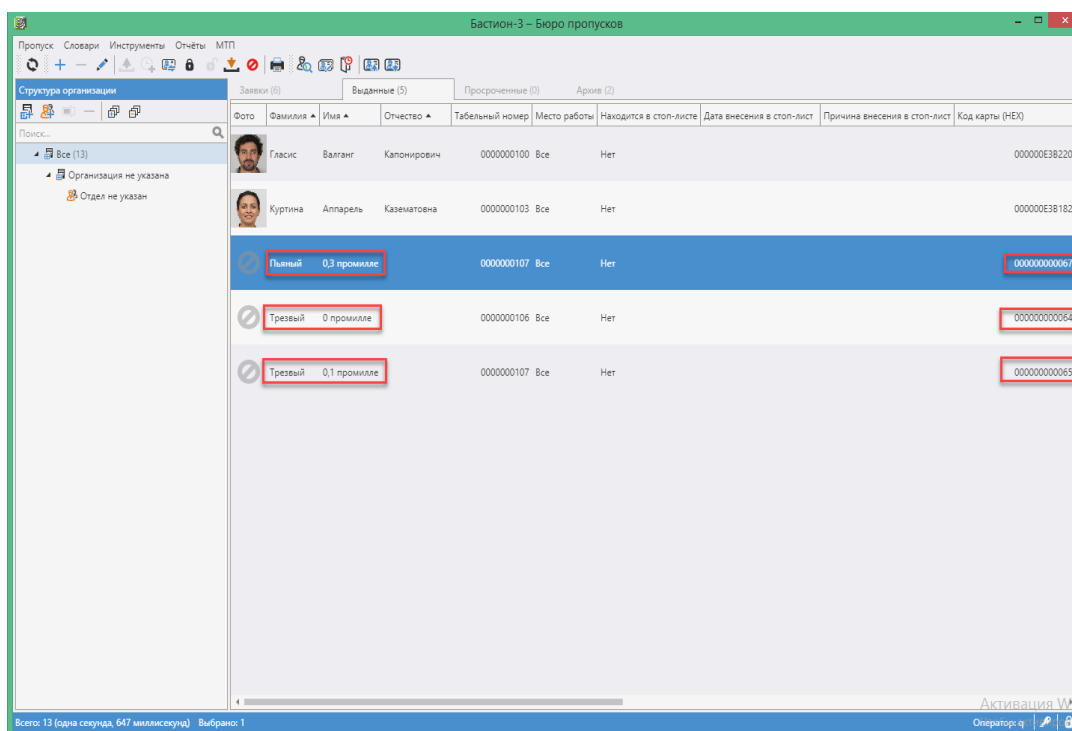 Бастион-3 – Бюро пропусков
Пропуск Словари Инструменты Отчёты МТП
Структура организации
Заявки (6) Выданные (5) Просроченные (0) Архив (2)
Фото Фамилия Имя Отчество Табельный номер Место работы Находится в стоп-листе Дата внесения в стоп-лист Причина внесения в стоп-лист Код карты (HEX)
Поиск...
Все (13)
Организация не указана
Отдел не указан
Гласис Валганг Капонирович 0000000100 Все Нет 000000E3B220
Куртина Аппарель Казематовна 0000000103 Все Нет 000000E3B182
Пьяный 0,3 промилле 0000000107 Все Нет 000000000067
Трезвый 0 промилле 0000000106 Все Нет 000000000064
Трезвый 0,1 промилле 0000000107 Все Нет 000000000065
Активация W
Всего: 13 (одна секунда, 647 миллисекунд) Выбрано: 1 Оператор: q